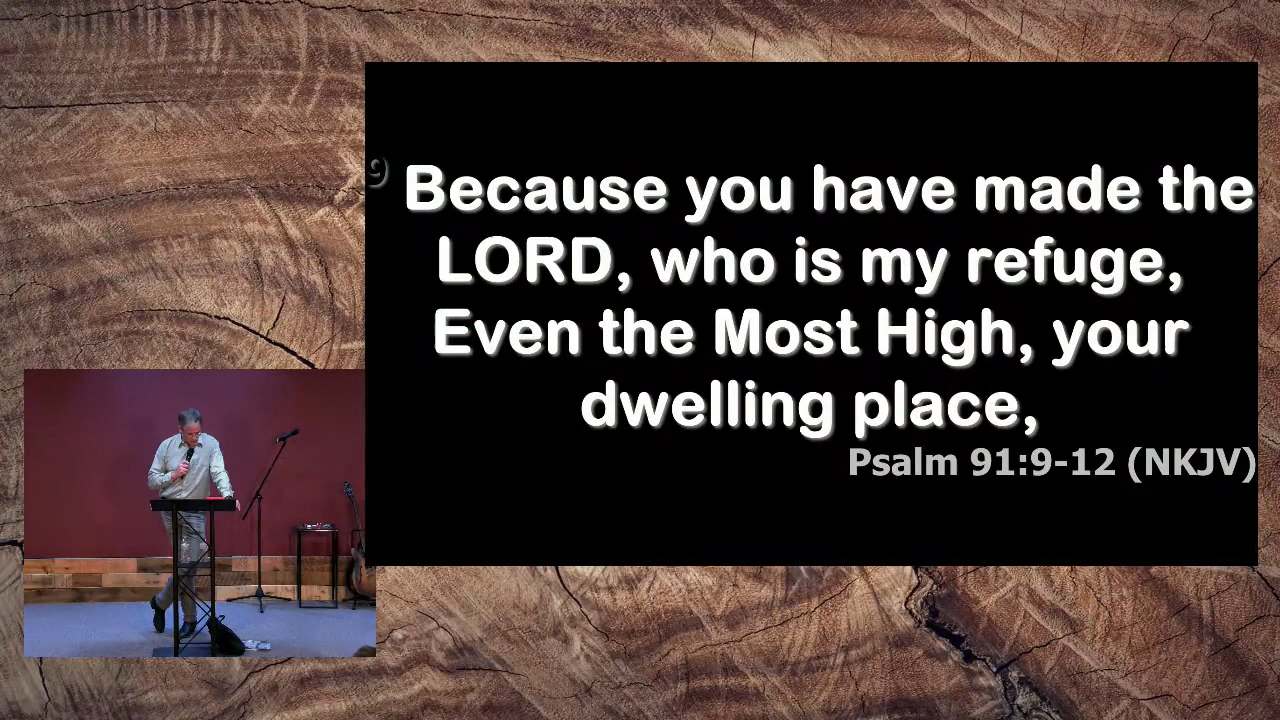 9 Because you have made the
LORD, who is my refuge,
Even the Most High, your
dwelling place,
Psalm 91:9-12 (NKJV)